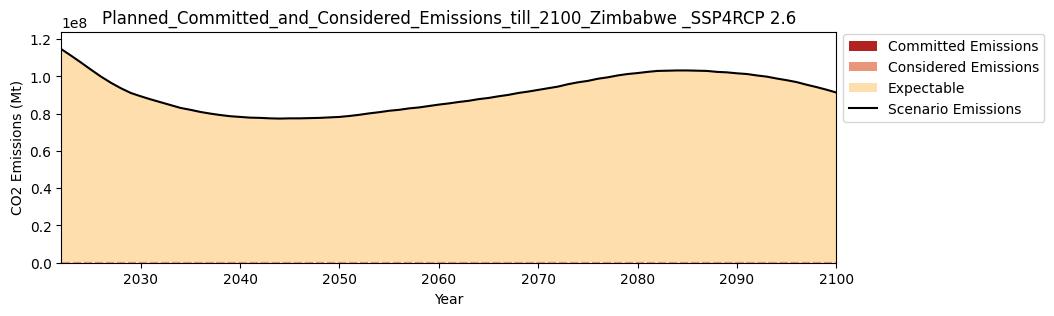 Planned_Committed_and_Considered_Emissions_till_2100_Zimbabwe _SSP4RCP 2.6
1e8
1.2
1.0
0.8
0.6
0.4
0.2
0.0
CO2 Emissions (Mt)
2030 2040 2050 2060 2070 2080 2090 2100
Year
Committed Emissions
Considered Emissions
Expectable
Scenario Emissions